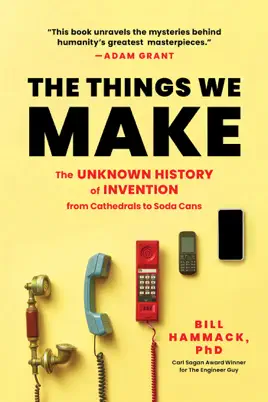 "This book unravels the mysteries behind
humanity's greatest masterpieces."
—ADAM GRANT
THE THINGS WE
MAKE
The UNKNOWN HISTORY
of INVENTION
from Cathedrals to Soda Cans
BILL
HAMMACK,
PhD
Carl Sagan Award Winner
for The Engineer Guy